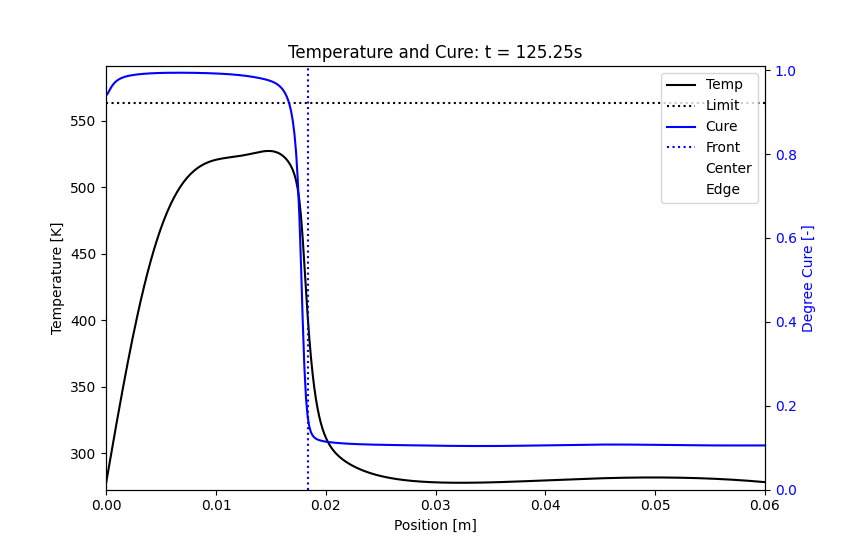 Temperature and Cure: t = 125.25s
Temp
Limit
Cure
Front
Center
Edge
Temperature [K]
550
500
450
400
350
300
Degree Cure [-]
1.0
0.8
0.6
0.4
0.2
0.0
0.00 0.01 0.02 0.03 0.04 0.05 0.06
Position [m]